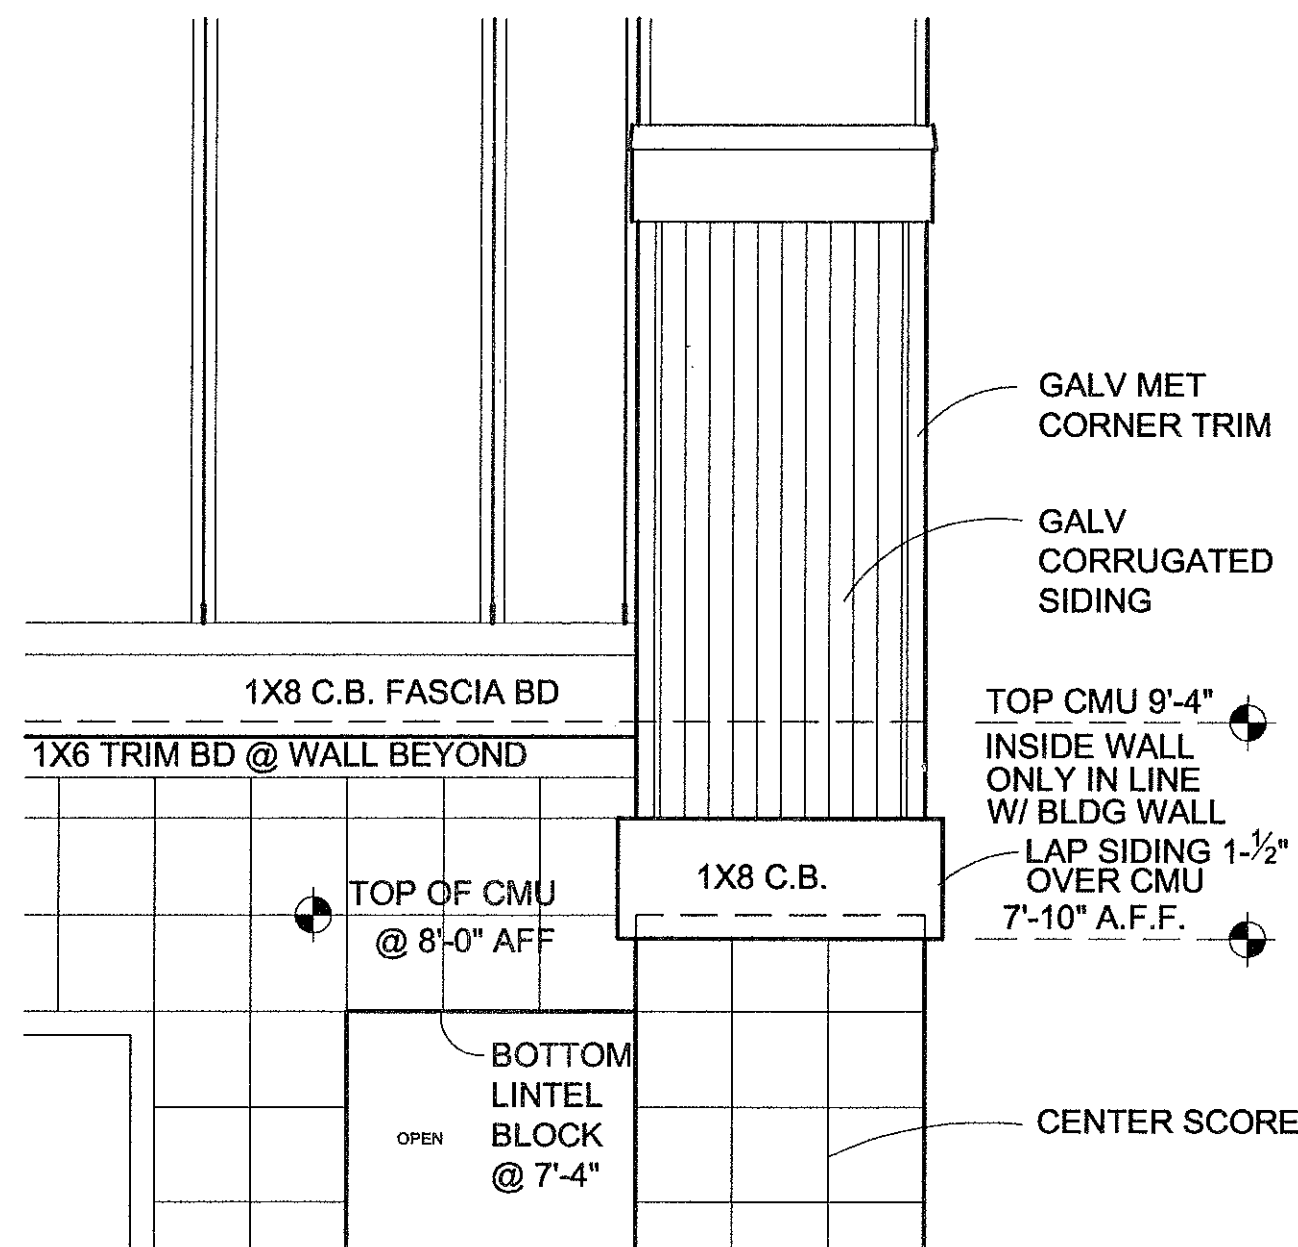 GALV MET
CORNER TRIM
GALV
CORRUGATED
SIDING
1X8 C.B. FASCIA BD
TOP CMU 9'-4"
1X6 TRIM BD @ WALL BEYOND
INSIDE WALL
ONLY IN LINE
W/ BLDG WALL
LAP SIDING 1-½"
OVER CMU
7'-10" A.F.F.
1X8 C.B.
TOP OF CMU
@ 8'-0" AFF
BOTTOM
LINTEL
BLOCK
@ 7'-4"
OPEN
CENTER SCORE